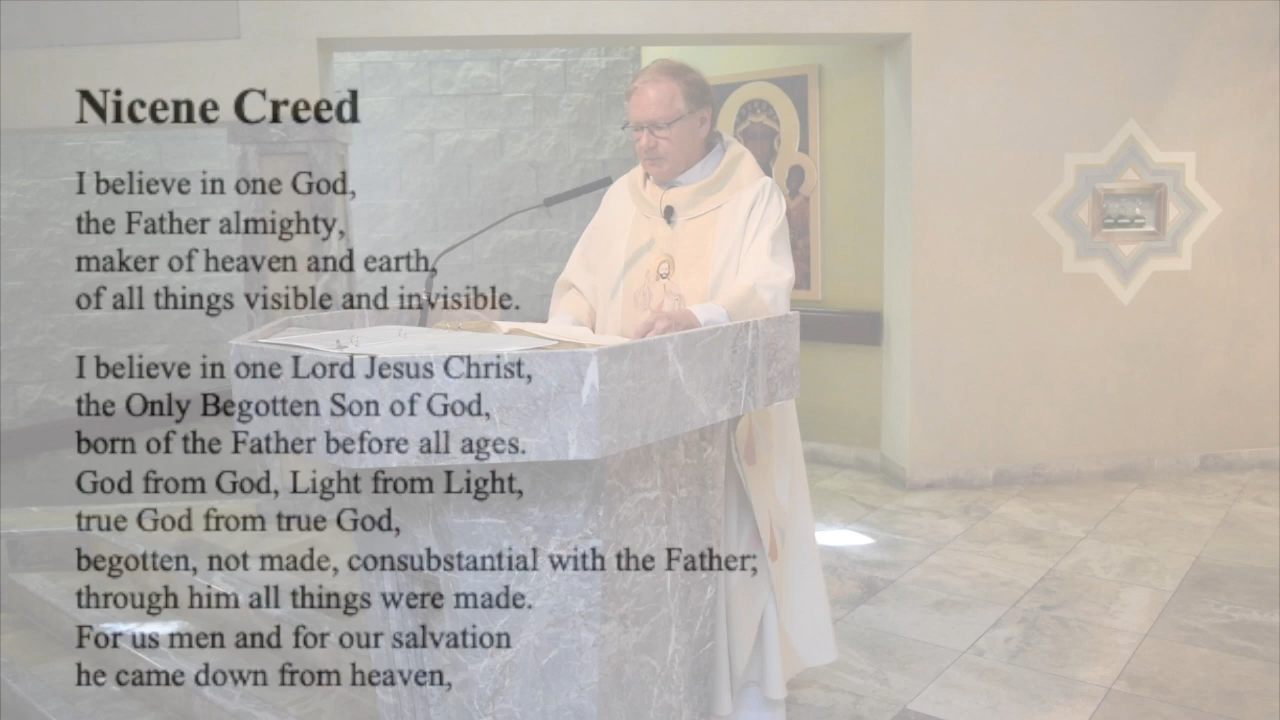 Nicene Creed
I believe in one God,
the Father almighty,
maker of heaven and earth,
of all things visible and invisible.
I believe in one Lord Jesus Christ,
the Only Begotten Son of God,
born of the Father before all ages.
God from God, Light from Light,
true God from true God,
begotten, not made, consubstantial with the Father;
through him all things were made.
For us men and for our salvation
he came down from heaven,